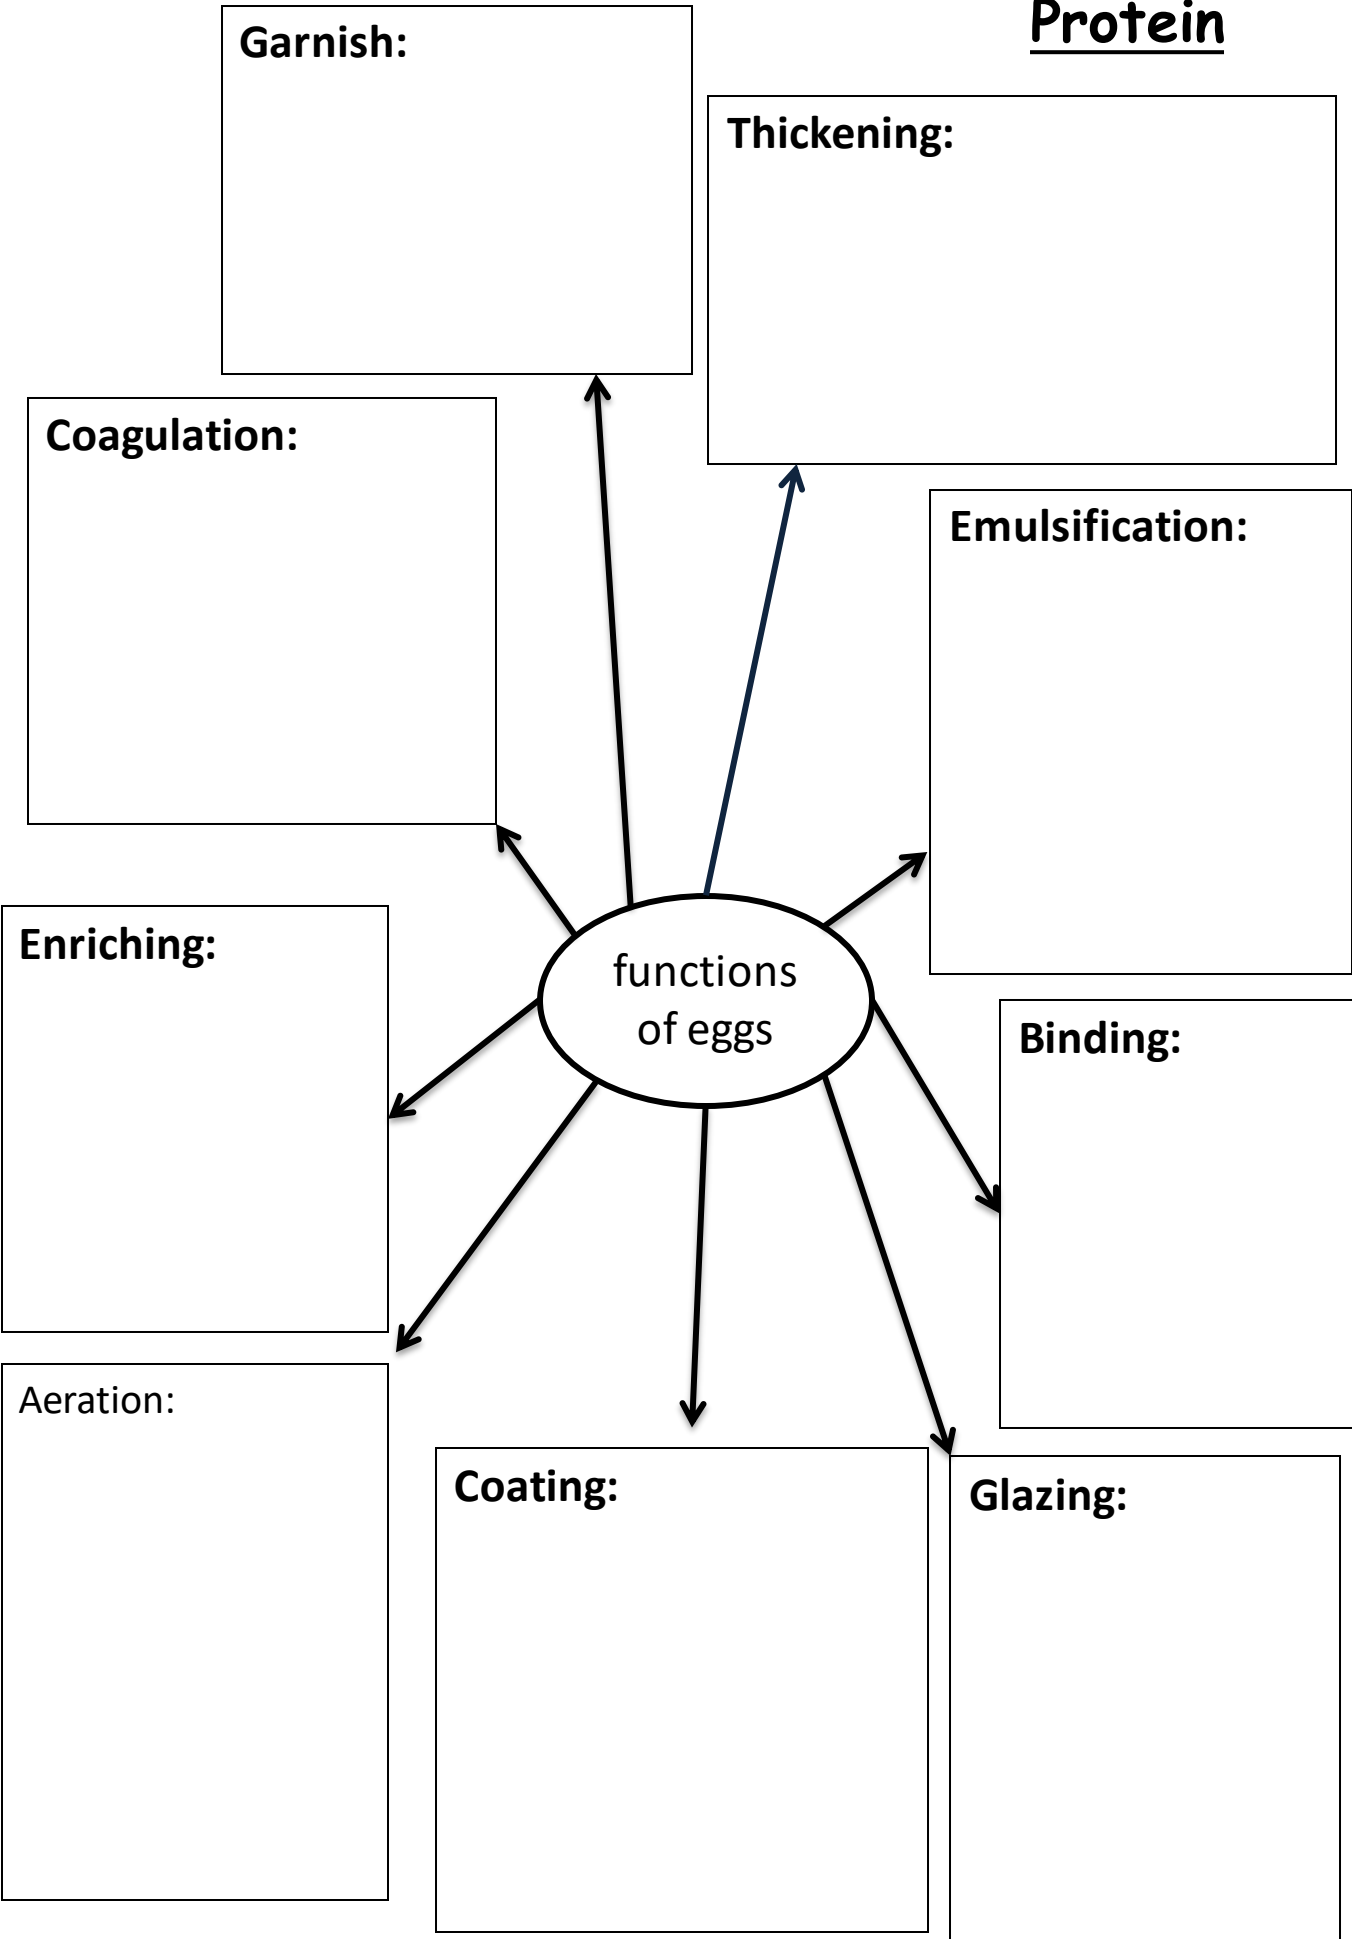 Protein
Garnish:
Thickening:
Coagulation:
Emulsification:
Enriching:
functions
of eggs
Binding:
Aeration:
Coating:
Glazing: